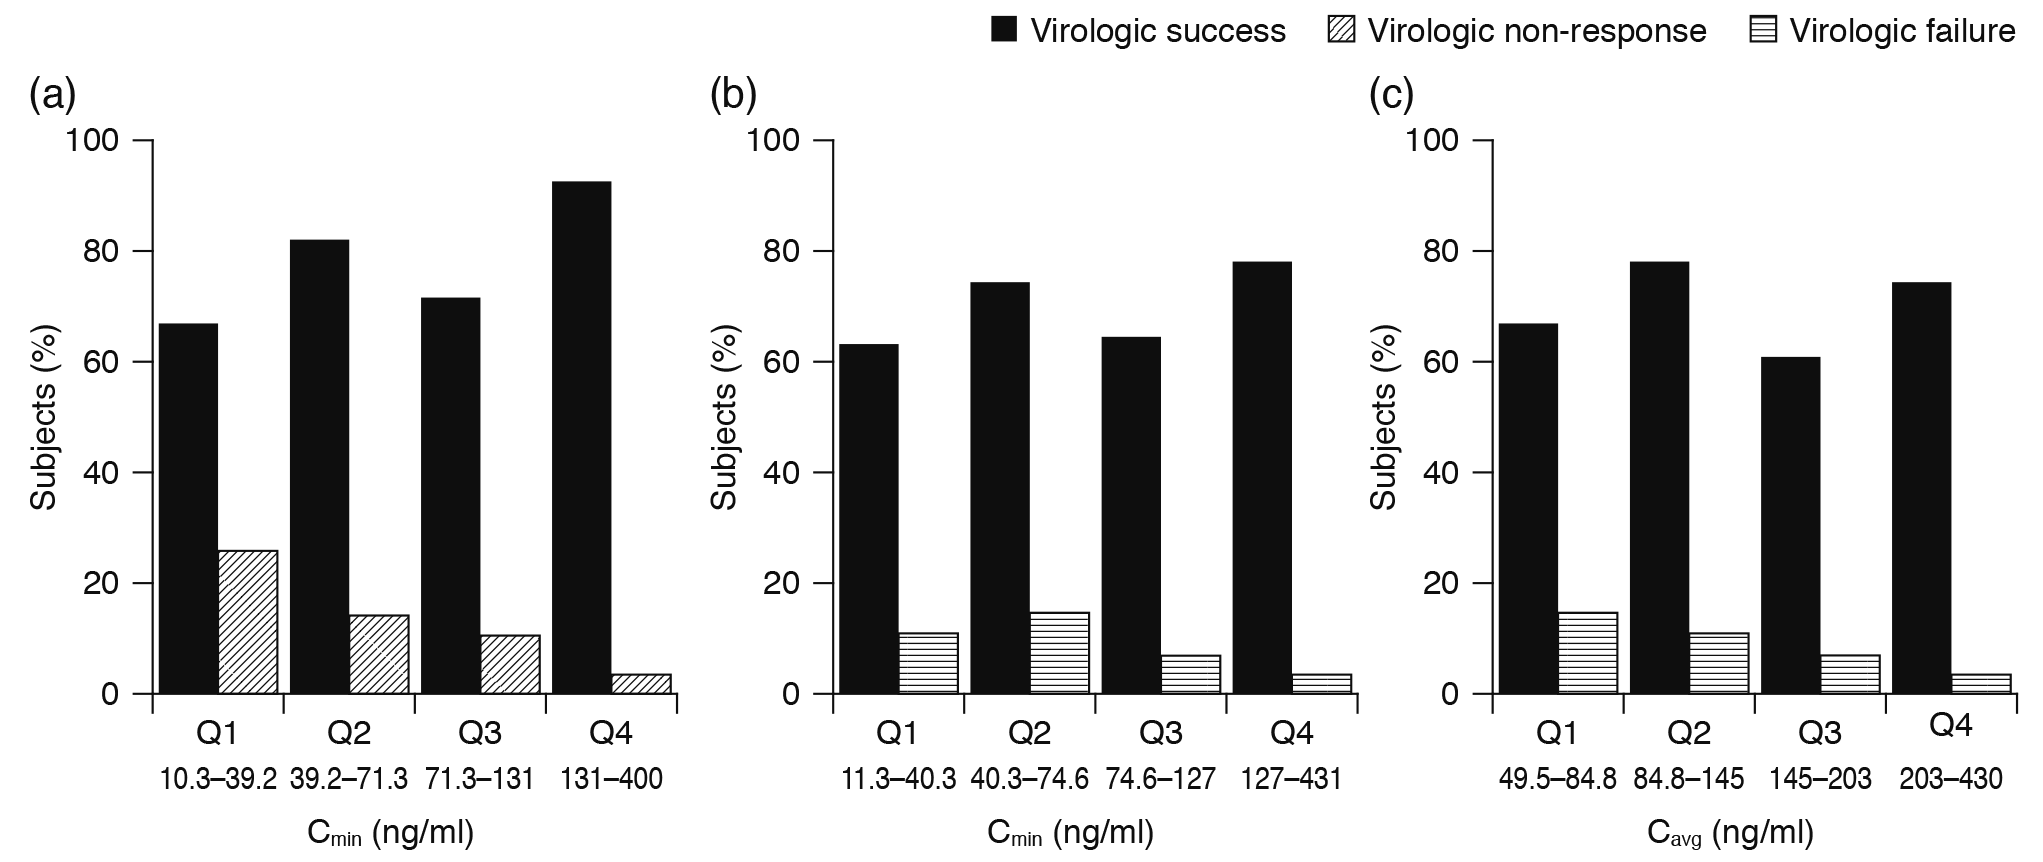 Virologic success Virologic non-response Virologic failure
(a)
100
80
60
40
20
0
Subjects (%)
Q1 Q2 Q3 Q4
10.3–39.2 39.2–71.3 71.3–131 131–400
Cmin (ng/ml)
(b)
100
80
60
40
20
0
Subjects (%)
Q1 Q2 Q3 Q4
11.3–40.3 40.3–74.6 74.6–127 127–431
Cmin (ng/ml)
(c)
100
80
60
40
20
0
Subjects (%)
Q1 Q2 Q3 Q4
49.5–84.8 84.8–145 145–203 203–430
Cavg (ng/ml)